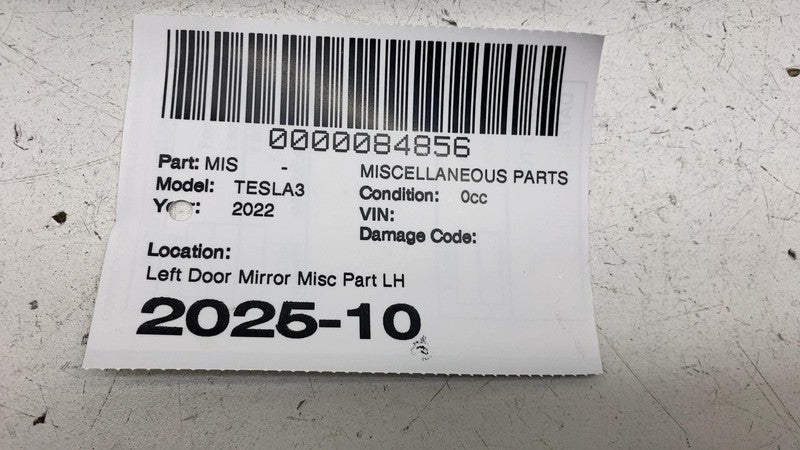 0000084856
Part: MIS - MISCELLANEOUS PARTS
Model: TESLA3 Condition: 0cc
Year: 2022 VIN:
Damage Code:
Location:
Left Door Mirror Misc Part LH
2025-10